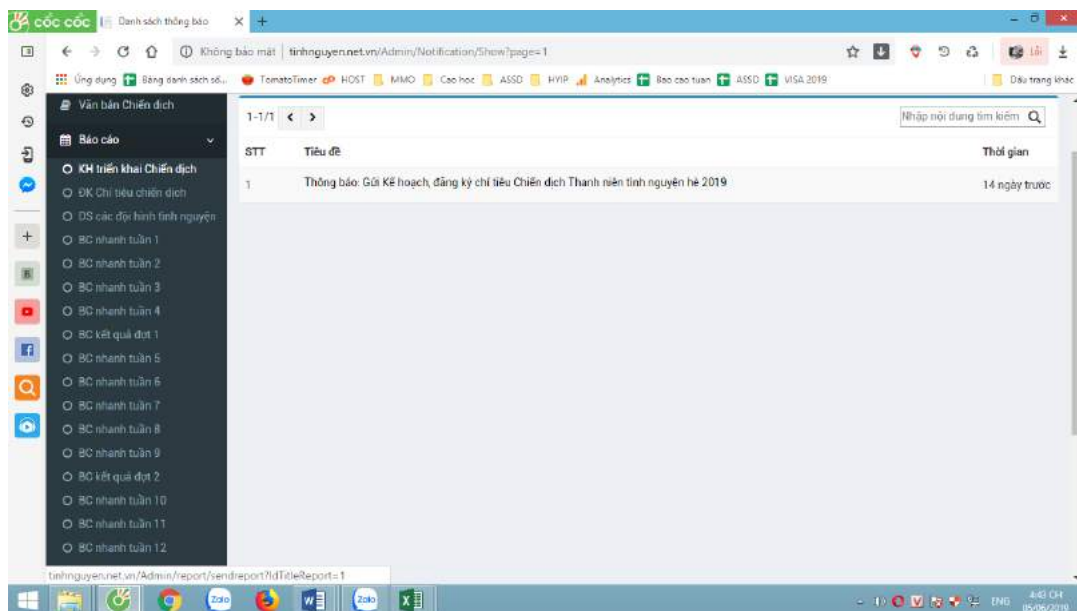 cốc cốc
Danh sách thông báo
Không bảo mật
tinhnguyen.net.vn/Admin/Notification/Show?page=1
Lỗi
Ứng dụng
Bảng danh sách số...
TomatoTimer
HOST
MMO
Cao hoc
ASSD
HYIP
Analytics
Bao cao tuan
ASSD
VISA 2019
Dấu trang khác
Văn bản Chiến dịch
1-1/1
Nhập nội dung tìm kiếm
Báo cáo
STT
Tiêu đề
Thời gian
KH triển khai Chiến dịch
1
Thông báo: Gửi Kế hoạch, đăng ký chỉ tiêu Chiến dịch Thanh niên tình nguyện hè 2019
14 ngày trước
ĐK Chỉ tiêu chiến dịch
DS các đội hình tình nguyện
BC nhanh tuần 1
BC nhanh tuần 2
BC nhanh tuần 3
BC nhanh tuần 4
BC kết quả đợt 1
BC nhanh tuần 5
BC nhanh tuần 6
BC nhanh tuần 7
BC nhanh tuần 8
BC nhanh tuần 9
BC kết quả đợt 2
BC nhanh tuần 10
BC nhanh tuần 11
BC nhanh tuần 12
tinhnguyen.net.vn/Admin/report/sendreport?IdTitleReport=1
Zalo
Zalo
ENG
4:43 CH
05/06/2019